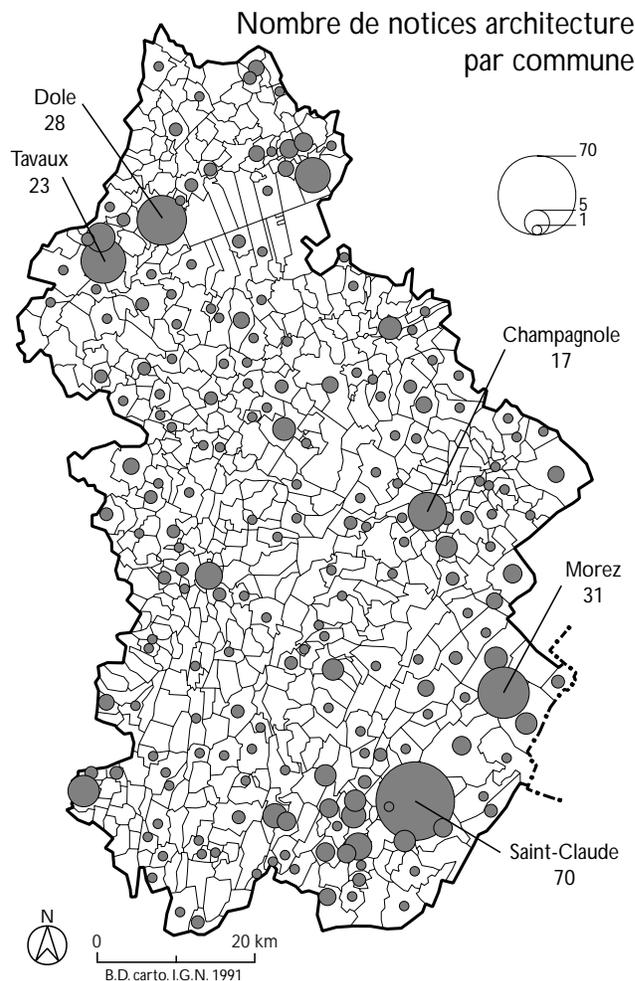 Nombre de notices architecture
par commune
Dole
28
Tavaux
23
70
5
1
Champagnole
17
Morez
31
Saint-Claude
70
N
0 20 km
B.D. carto. I.G.N. 1991